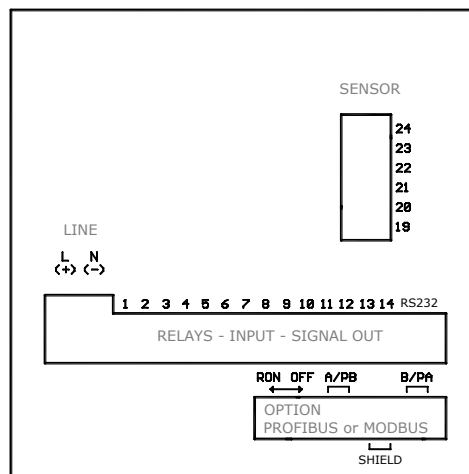 SENSOR
24
23
22
21
20
19
LINE
L N
(+) (-)
1 2 3 4 5 6 7 8 9 10 11 12 13 14 RS232
RELAYS - INPUT - SIGNAL OUT
RON OFF A/PB B/PA
OPTION
PROFIBUS or MODBUS
SHIELD